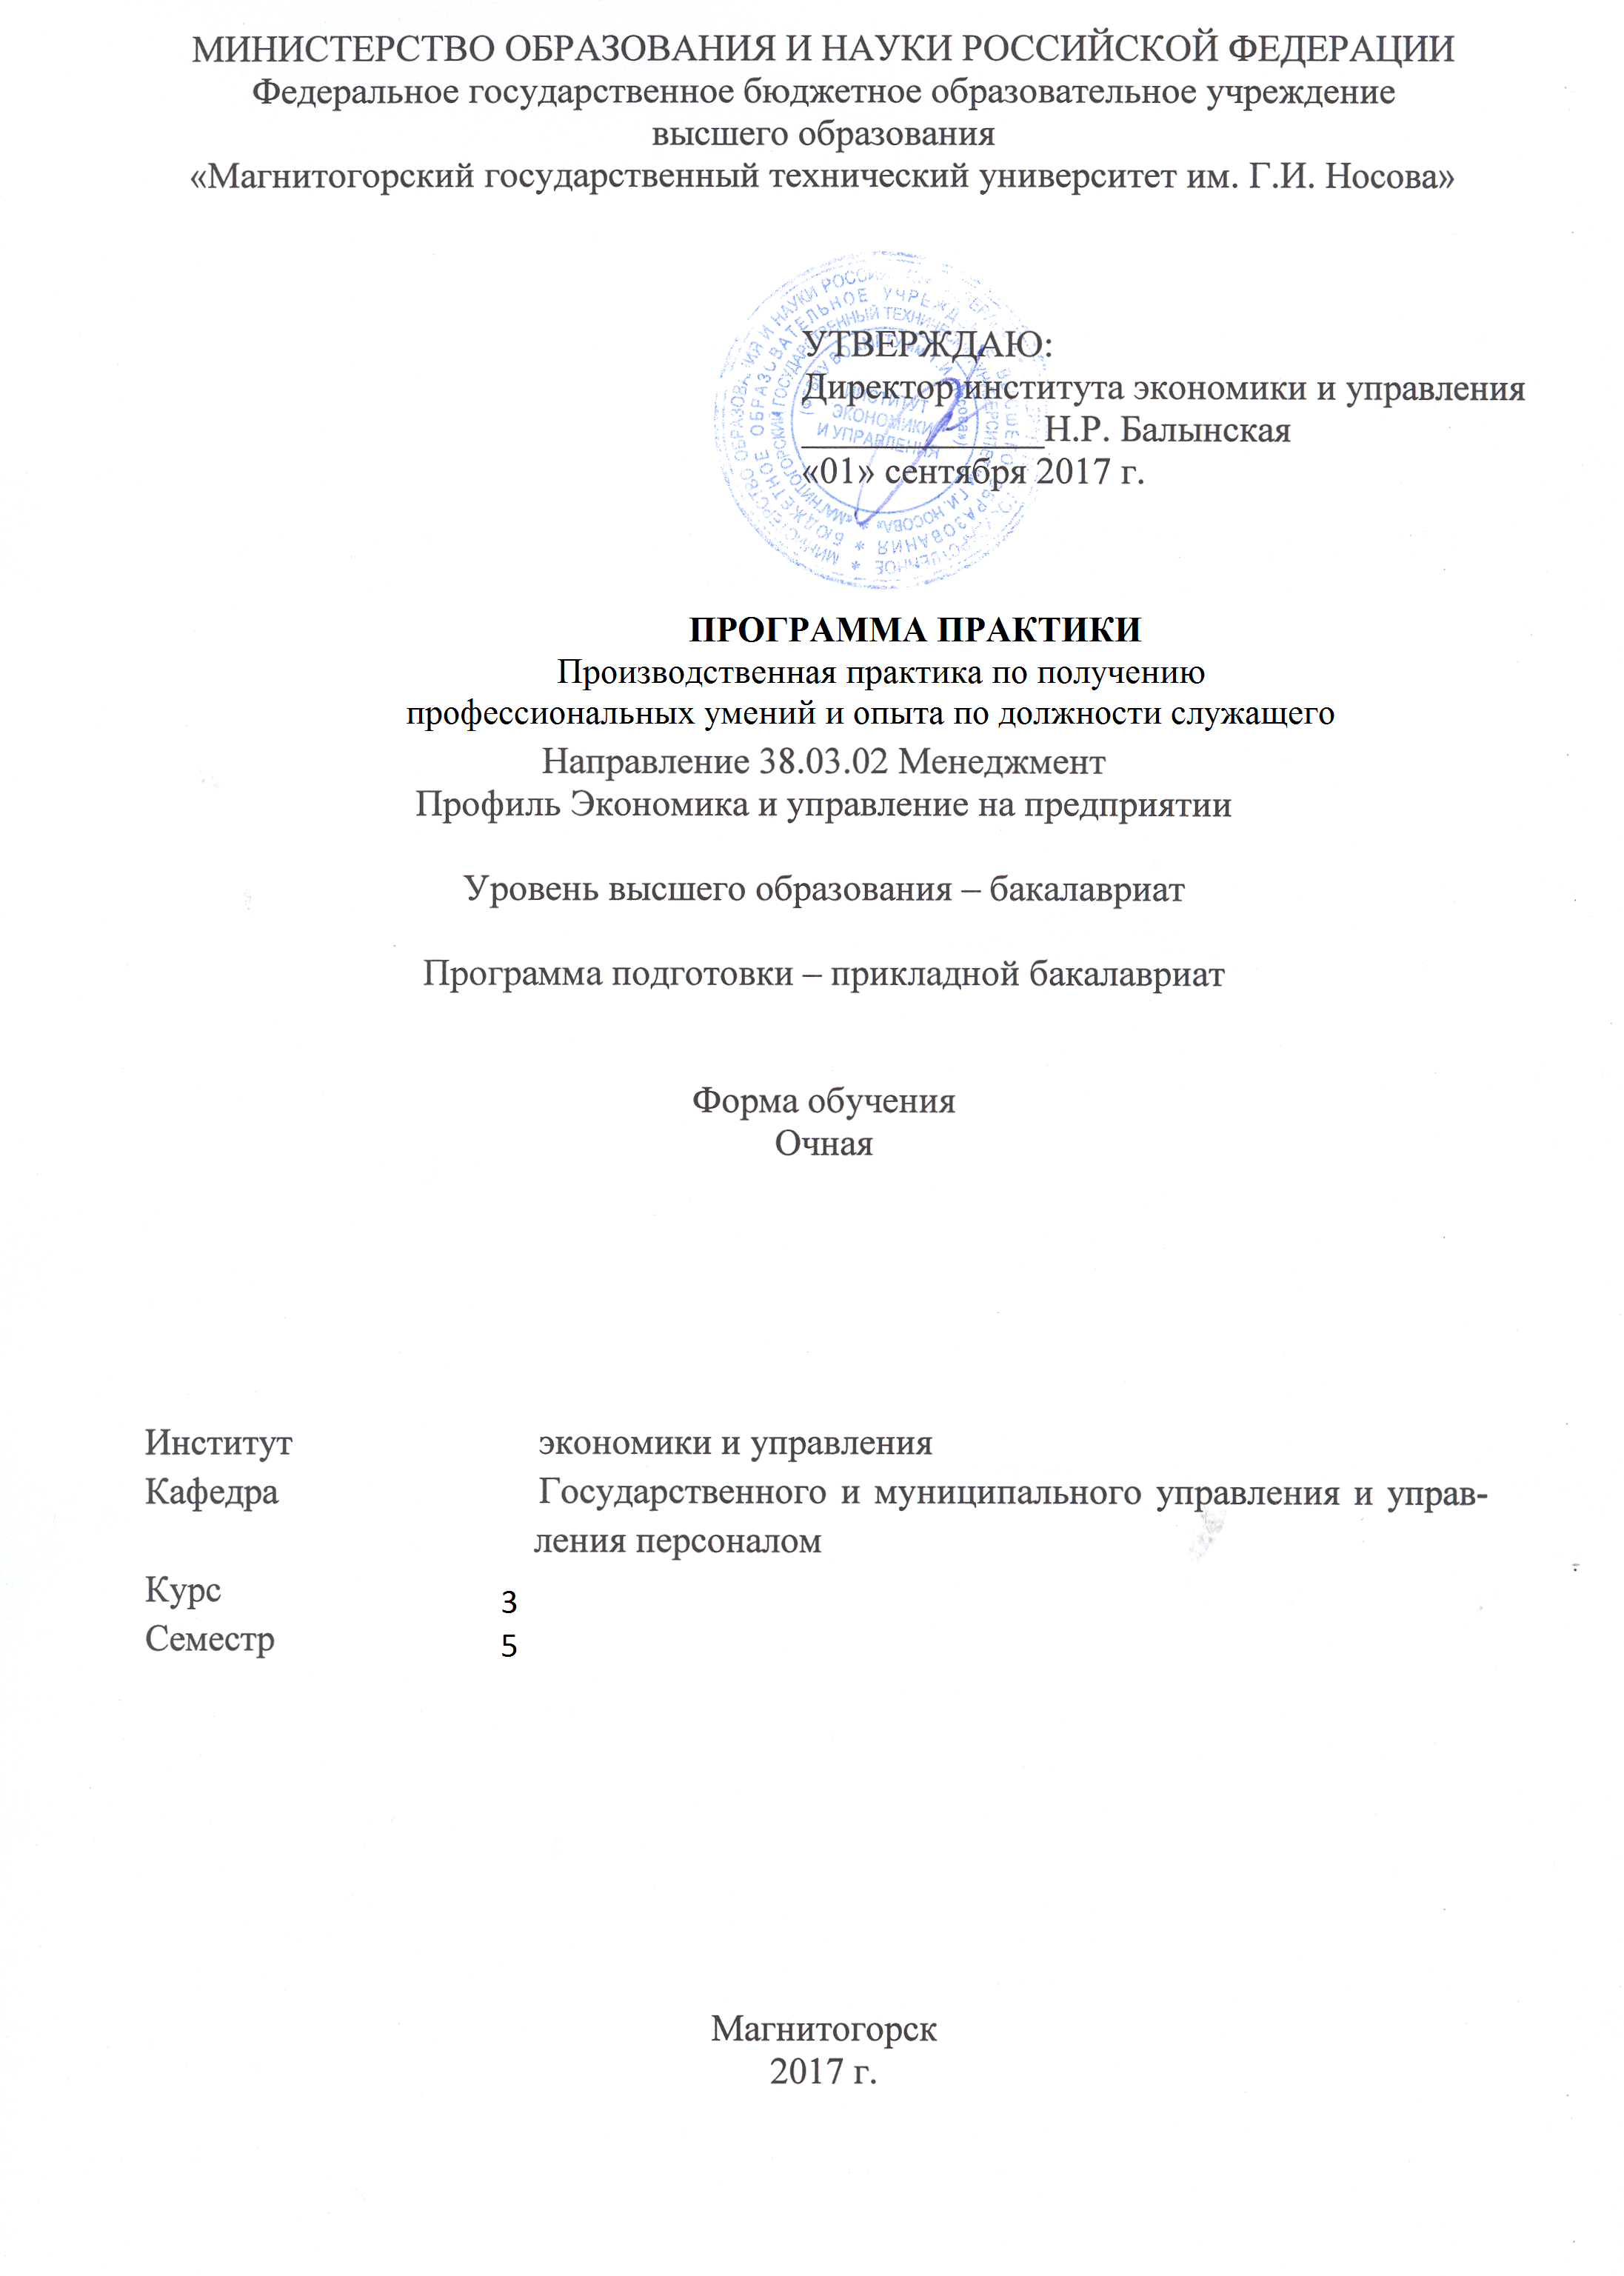 МИНИСТЕРСТВО ОБРАЗОВАНИЯ И НАУКИ РОССИЙСКОЙ ФЕДЕРАЦИИ
Федеральное государственное бюджетное образовательное учреждение
высшего образования
«Магнитогорский государственный технический университет им. Г.И. Носова»
УТВЕРЖДАЮ:
Директор института экономики и управления
Н.Р. Балынская
«01» сентября 2017 г.
ИНСТИТУТ
ЭКОНОМИКИ
И УПРАВЛЕНИЯ
ПРОГРАММА ПРАКТИКИ
Производственная практика по получению
профессиональных умений и опыта по должности служащего
Направление 38.03.02 Менеджмент
Профиль Экономика и управление на предприятии
Уровень высшего образования – бакалавриат
Программа подготовки – прикладной бакалавриат
Форма обучения
Очная
Институт экономики и управления
Кафедра Государственного и муниципального управления и управ-
ления персоналом
Курс 3
Семестр 5
Магнитогорск
2017 г.